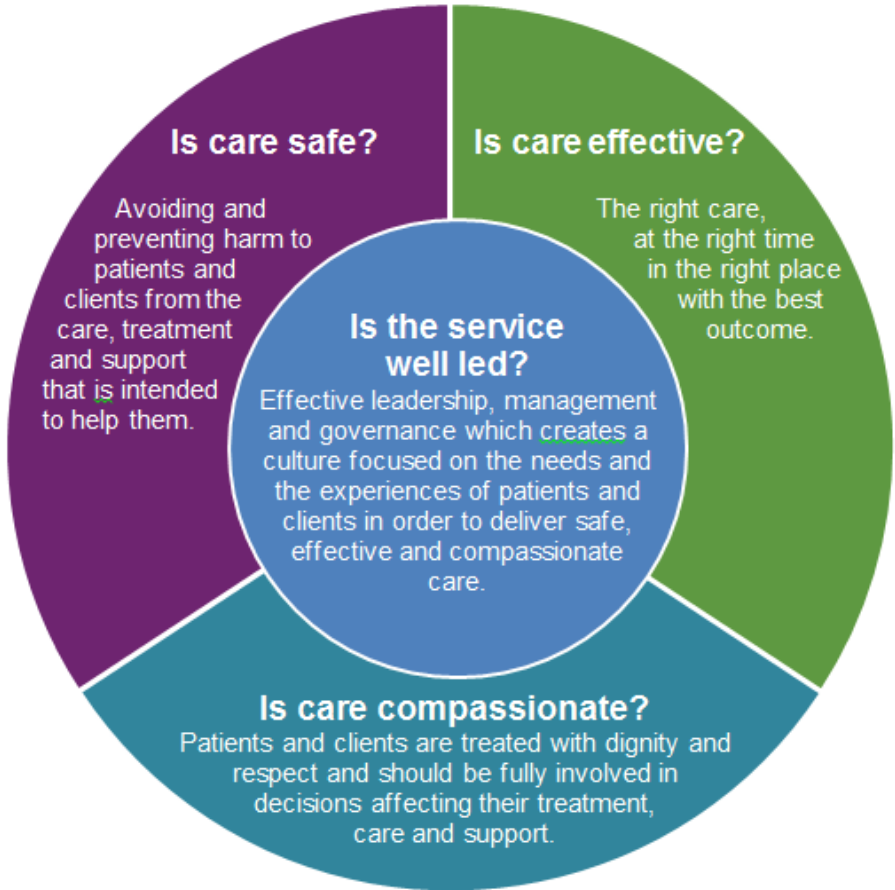 Is care safe?
Avoiding and
preventing harm to
patients and
clients from the
care, treatment
and support
that is intended
to help them.
Is care effective?
The right care,
at the right time
in the right place
with the best
outcome.
Is the service
well led?
Effective leadership, management
and governance which creates a
culture focused on the needs and
the experiences of patients and
clients in order to deliver safe,
effective and compassionate
care.
Is care compassionate?
Patients and clients are treated with dignity and
respect and should be fully involved in
decisions affecting their treatment,
care and support.